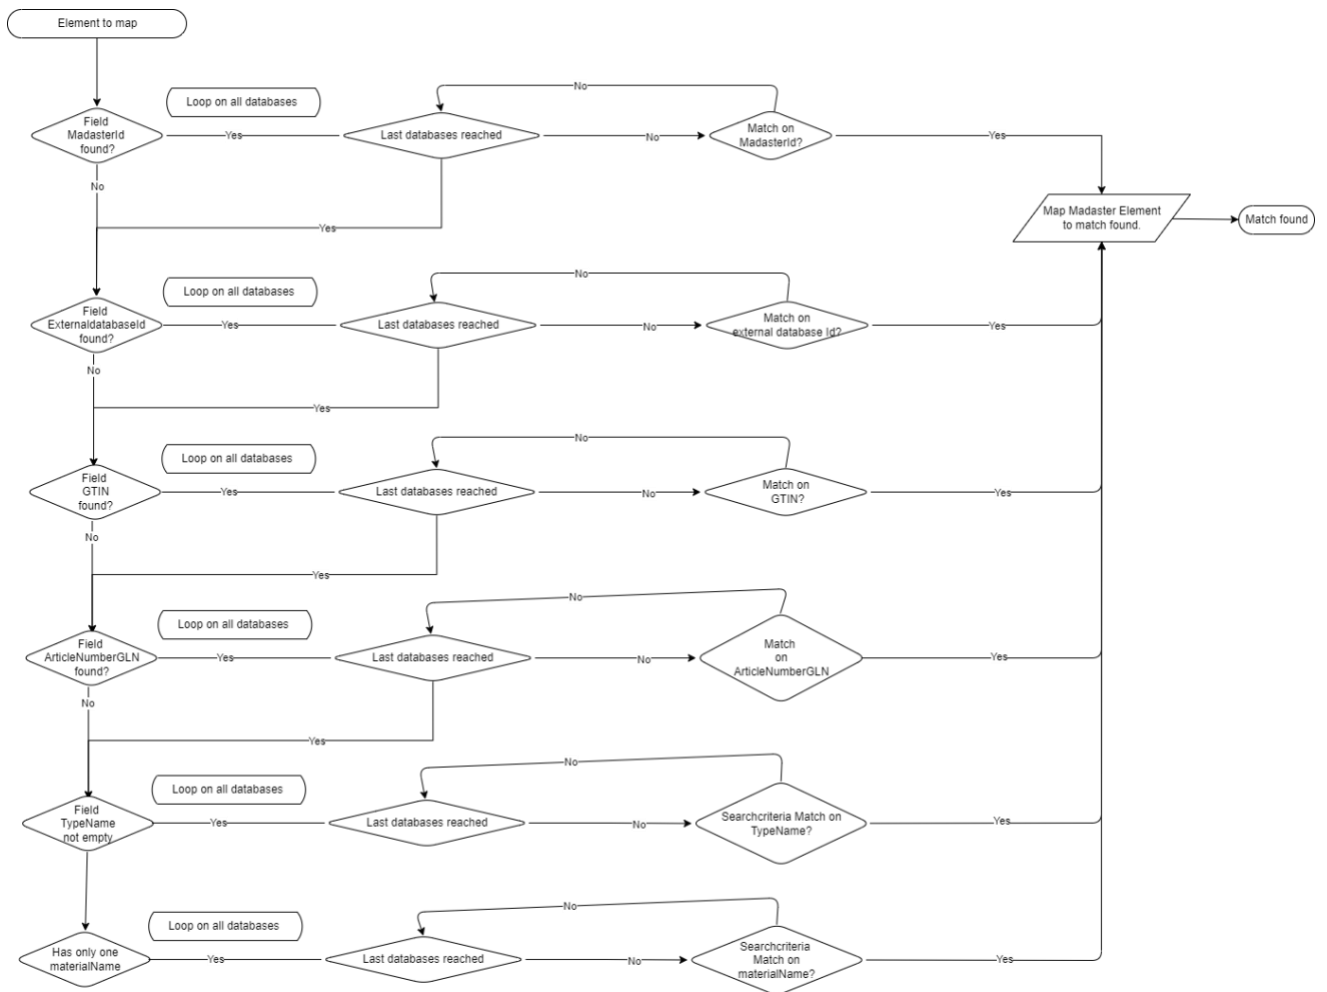 Element to map
No
Loop on all databases
Field
MadasterId
found?
Yes
Last databases reached
No
Match on
MadasterId?
Yes
No
Map Madaster Element
to match found.
Match found
Yes
No
Loop on all databases
Field
ExternaldatabaseId
found?
Yes
Last databases reached
No
Match on
external database Id?
Yes
No
Yes
No
Loop on all databases
Field
GTIN
found?
Yes
Last databases reached
No
Match on
GTIN?
Yes
No
Yes
No
Loop on all databases
Field
ArticleNumberGLN
found?
Yes
Last databases reached
No
Match
on
ArticleNumberGLN
Yes
No
Yes
No
Loop on all databases
Field
TypeName
not empty
Yes
Last databases reached
No
Searchcriteria Match on
TypeName?
Yes
No
Loop on all databases
Has only one
materialName
Yes
Last databases reached
No
Searchcriteria
Match on
materialName?
Yes